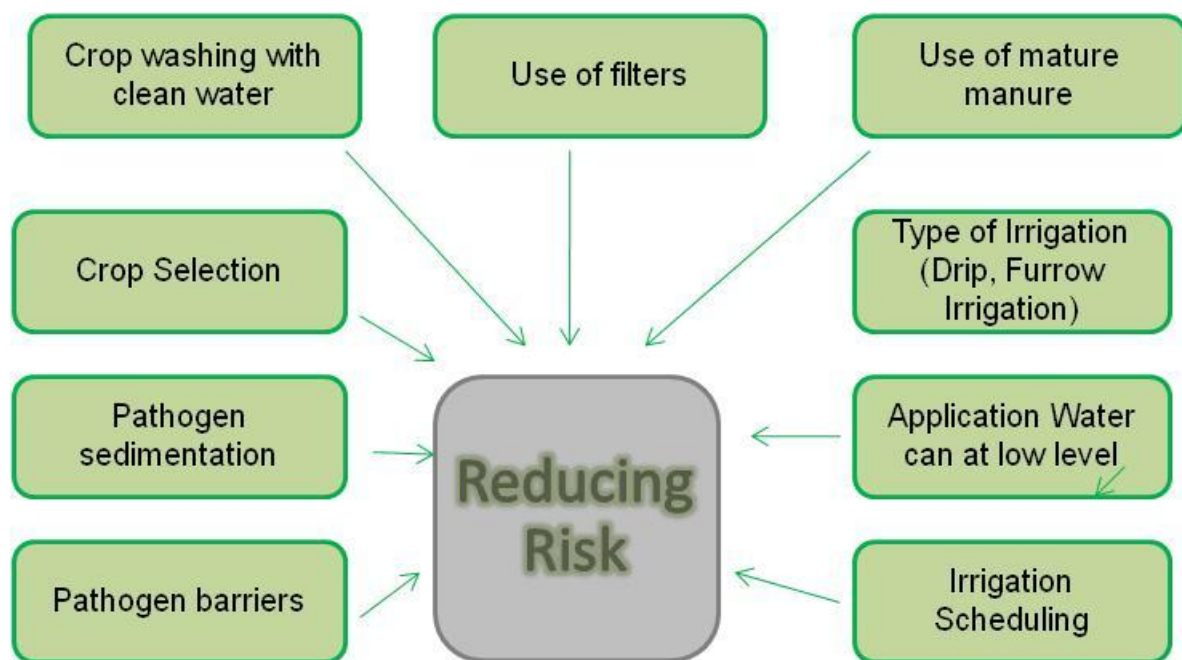 Crop washing with
clean water
Use of filters
Use of mature
manure
Crop Selection
Type of Irrigation
(Drip, Furrow
Irrigation)
Pathogen
sedimentation
Application Water
can at low level
Reducing
Risk
Pathogen barriers
Irrigation
Scheduling